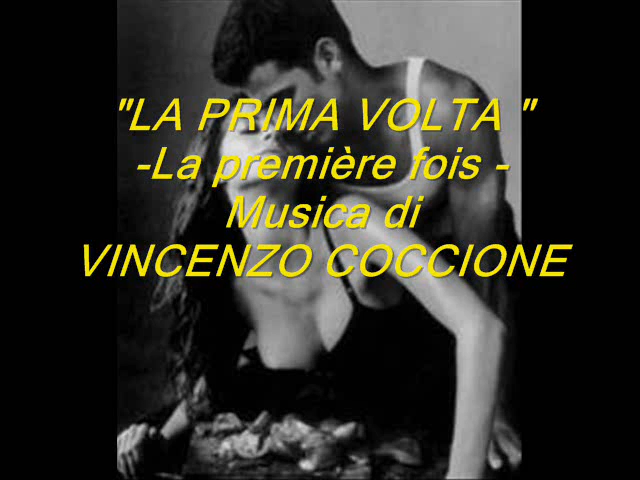 "LA PRIMA VOLTA "
-La première fois -
Musica di
VINCENZO COCCIONE